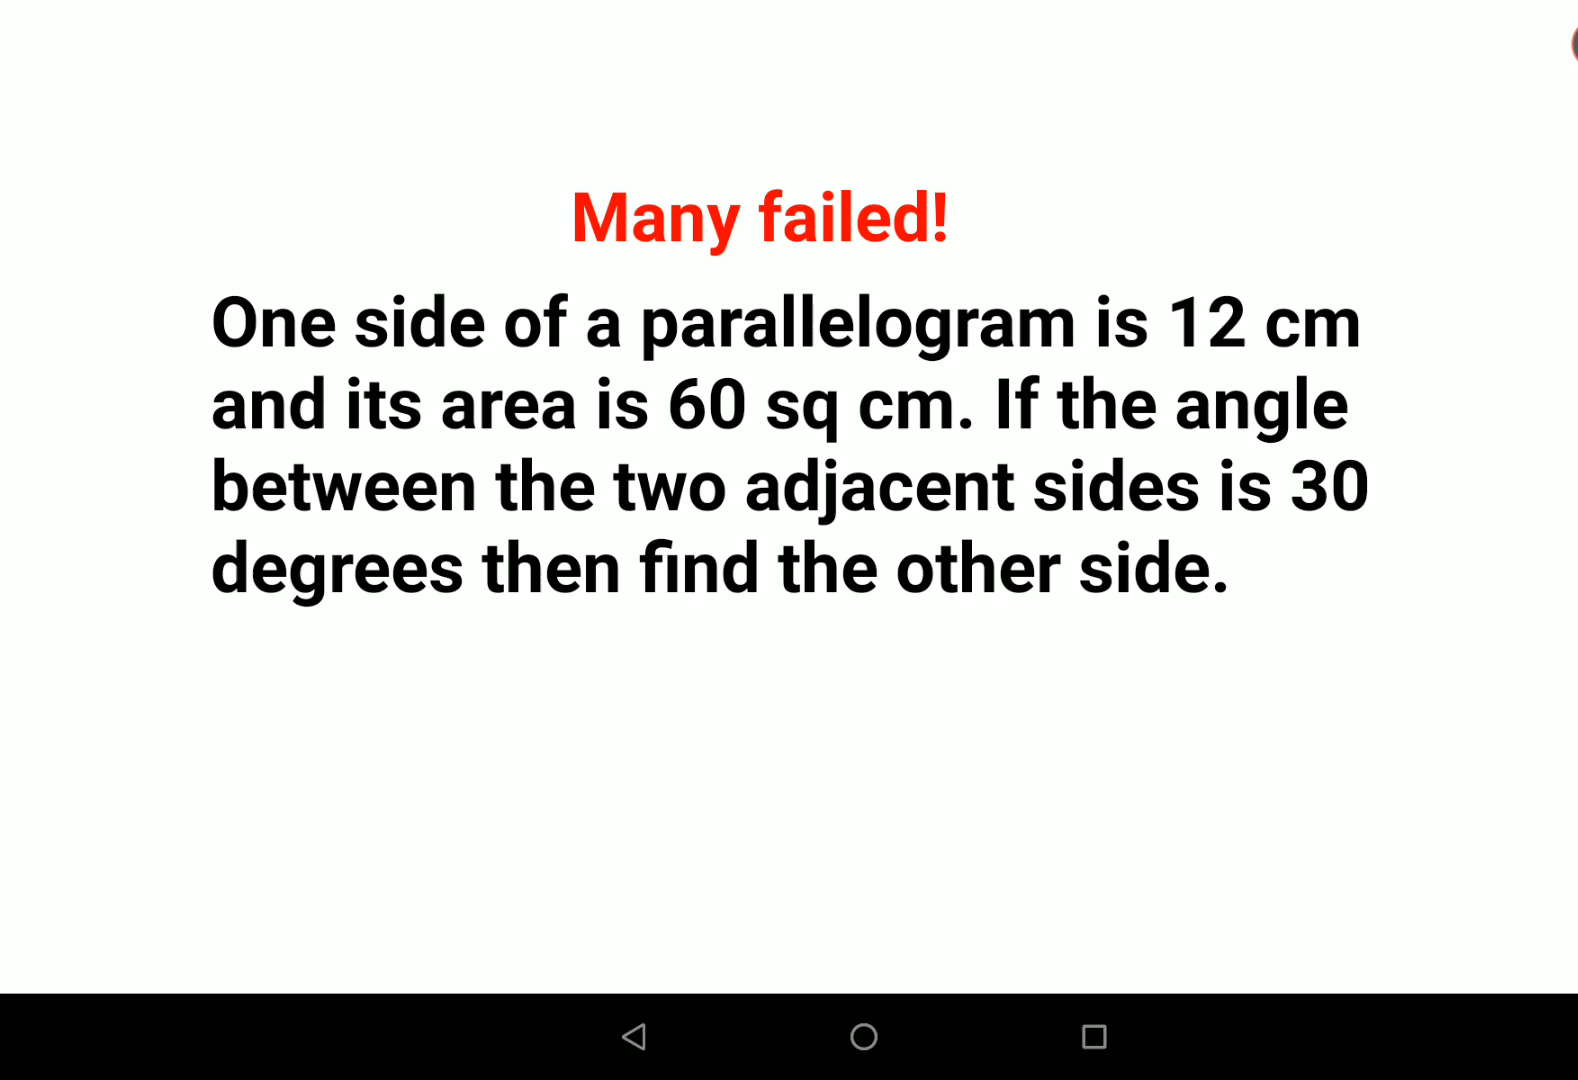 Many failed!
One side of a parallelogram is 12 cm
and its area is 60 sq cm. If the angle
between the two adjacent sides is 30
degrees then find the other side.